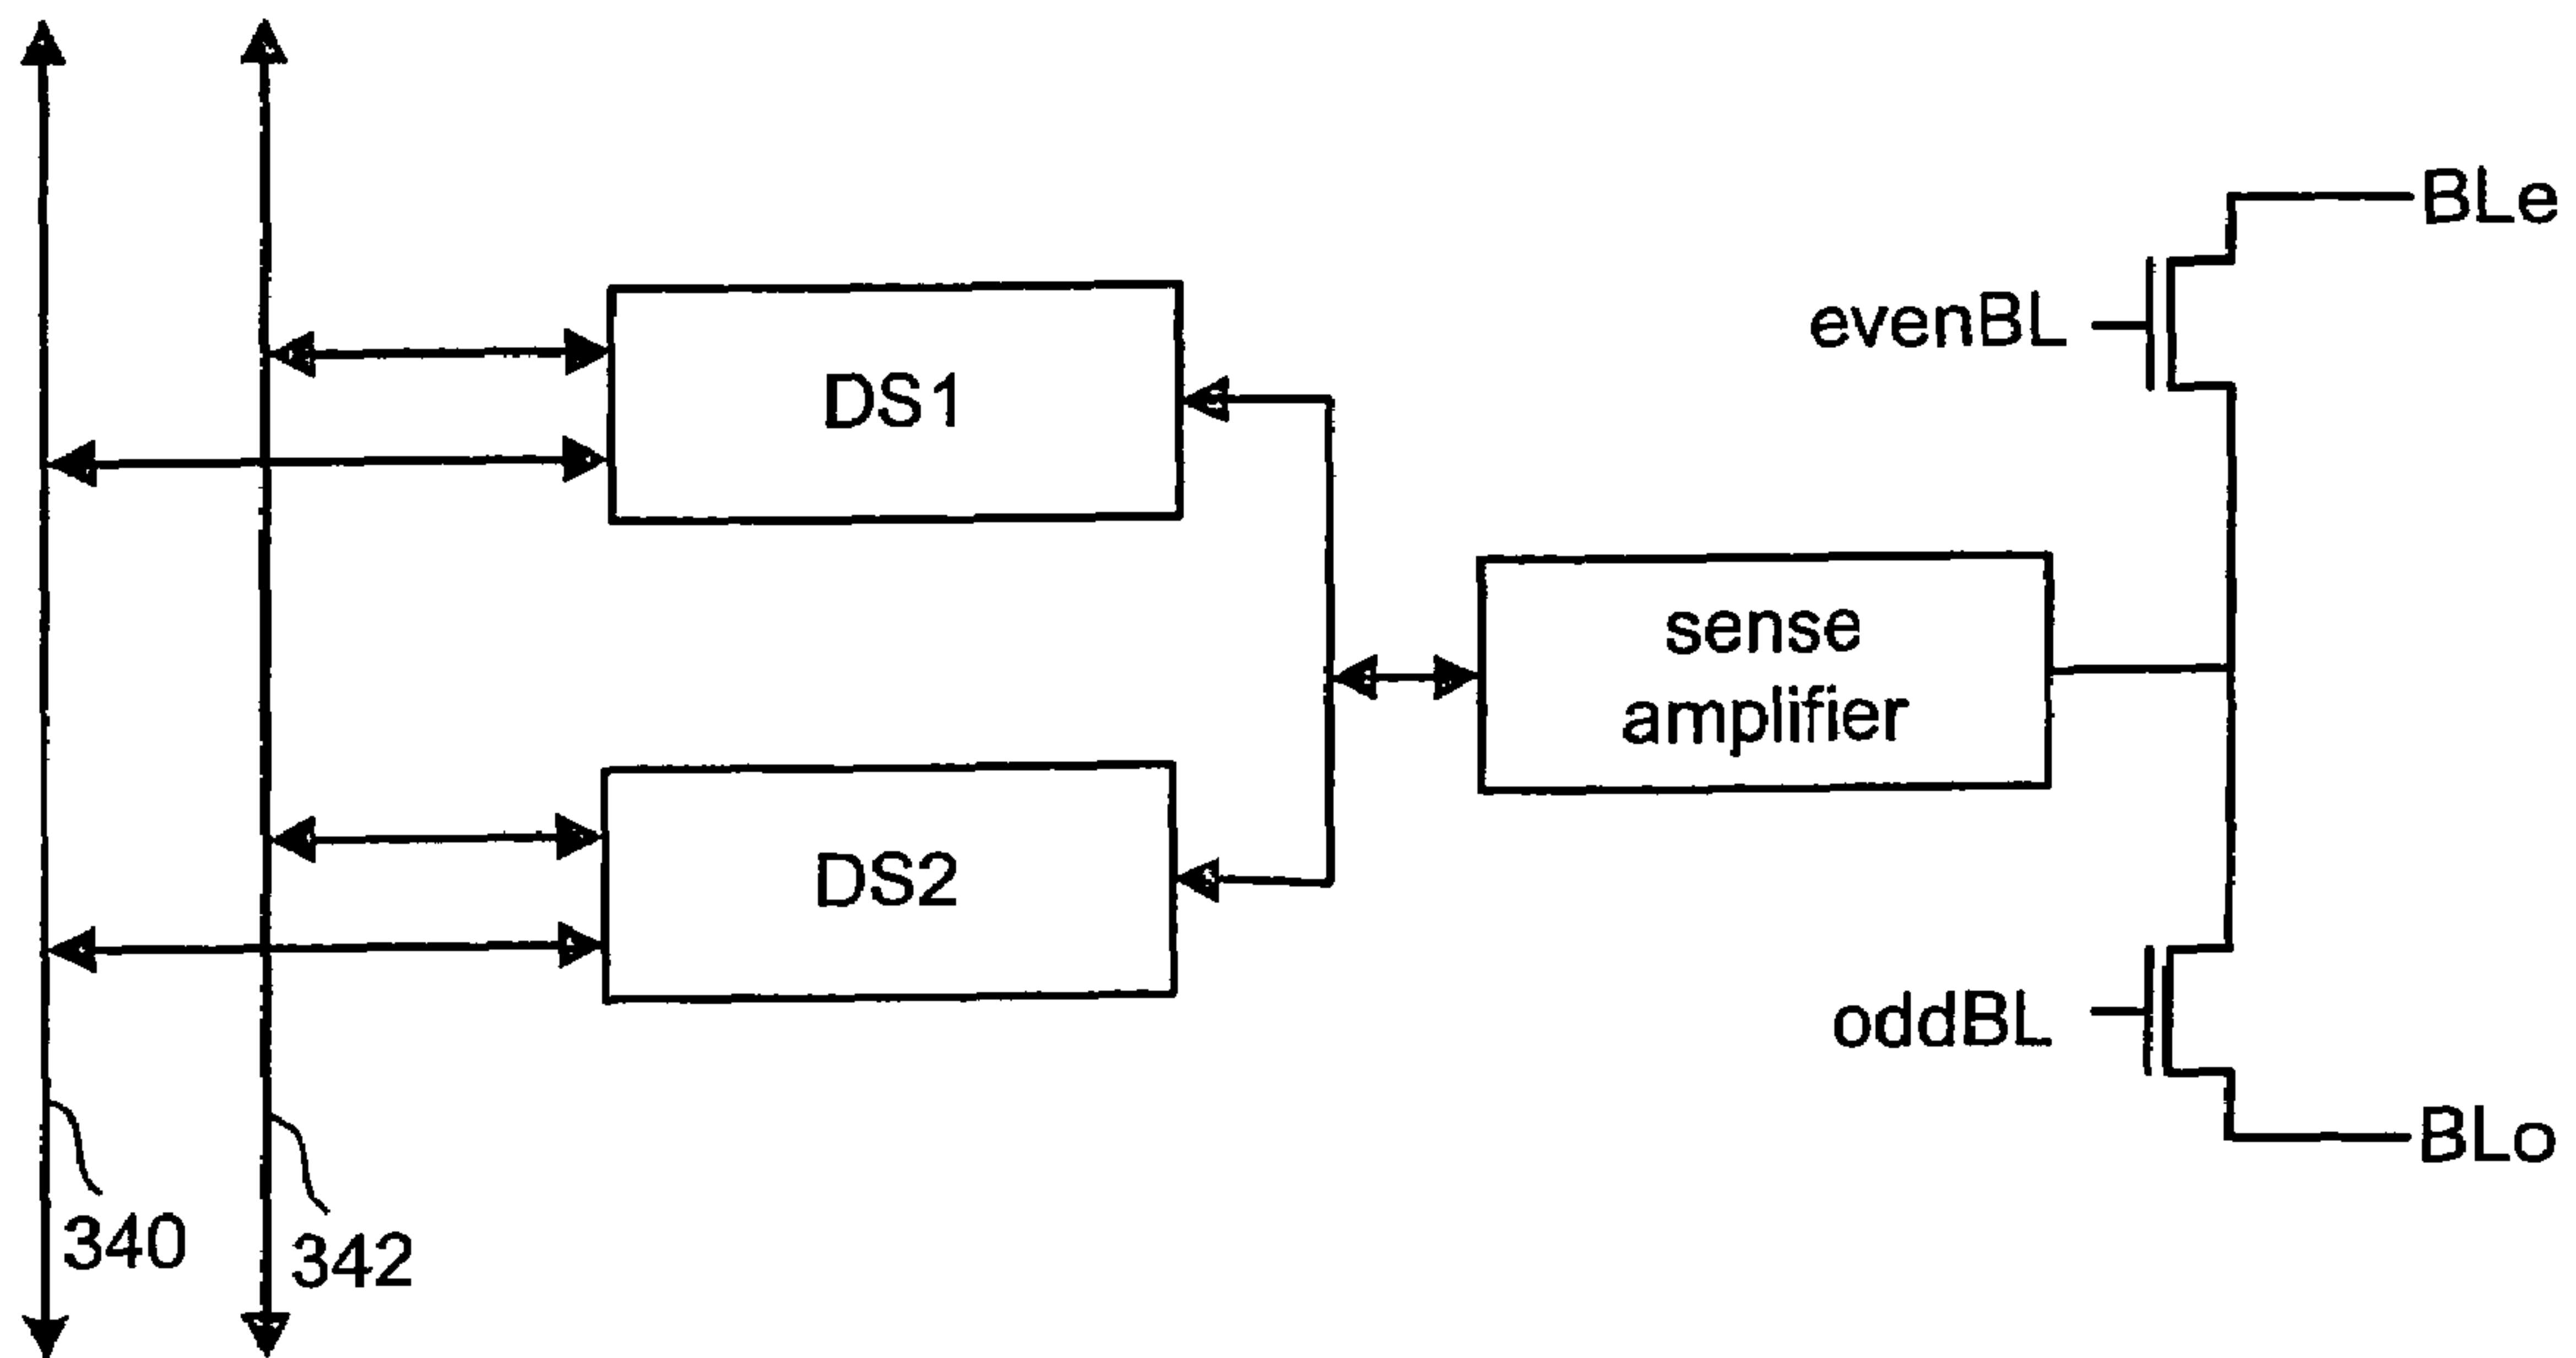 BLe
evenBL
DS1
sense
amplifier
DS2
oddBL
BLo
340
342